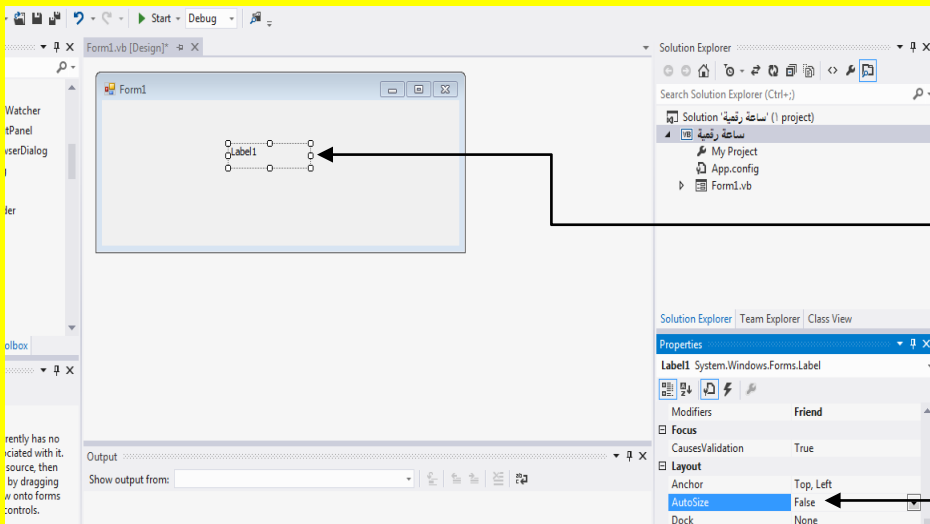 Start
Debug
Form1.vb [Design]*
Watcher
tPanel
wserDialog
der
olbox
rently has no
ociated with it.
source, then
by dragging
w onto forms
controls.
Form1
Label1
Output
Show output from:
Solution Explorer
Search Solution Explorer (Ctrl+;)
Solution 'ساعة رقمية' (١ project)
VB ساعة رقمية
My Project
App.config
Form1.vb
Solution Explorer Team Explorer Class View
Properties
Label1 System.Windows.Forms.Label
Modifiers Friend
Focus
CausesValidation True
Layout
Anchor Top, Left
AutoSize False
Dock None